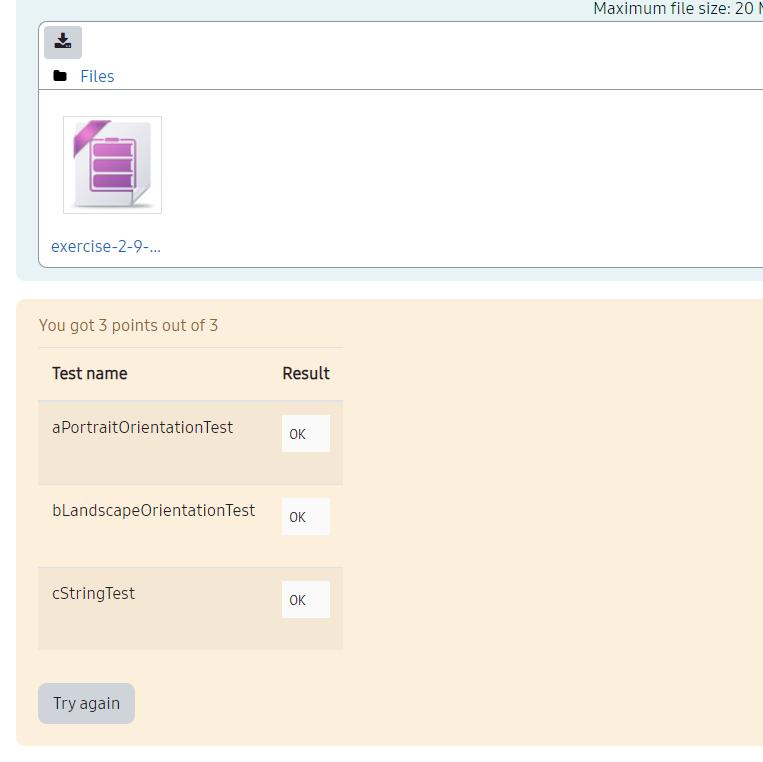 Maximum file size: 20
Files
exercise-2-9-...
You got 3 points out of 3
Test name Result
aPortraitOrientationTest OK
bLandscapeOrientationTest OK
cStringTest OK
Try again